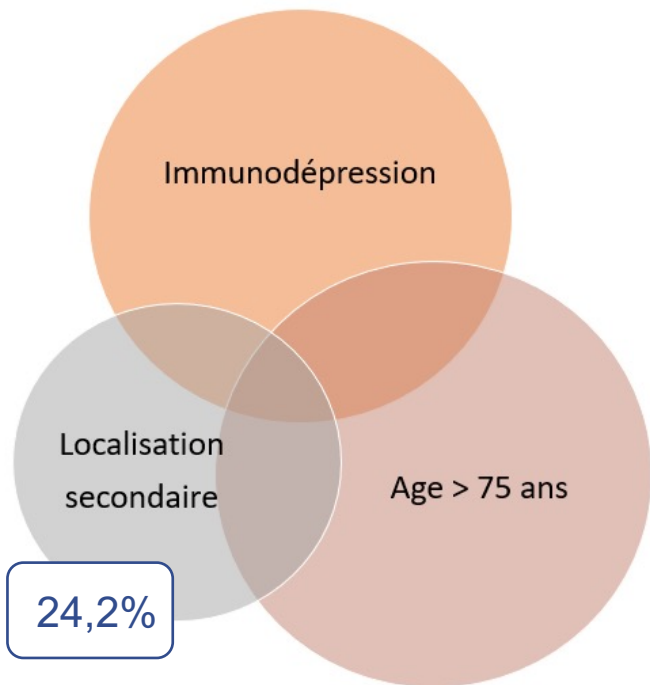 Immunodépression
Localisation
secondaire
Age > 75 ans
24,2%